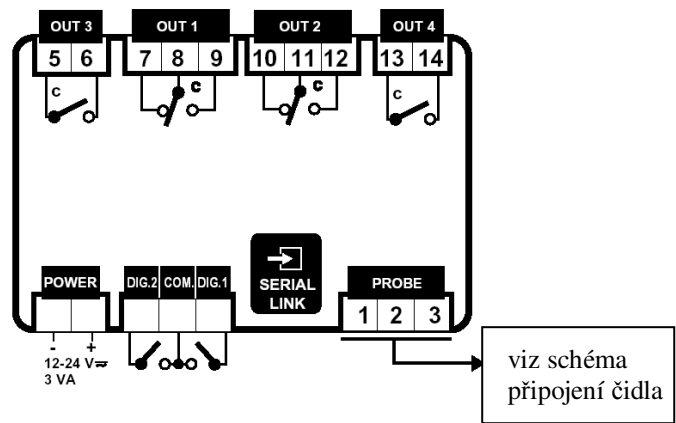 OUT 3 OUT 1 OUT 2 OUT 4
5 6 7 8 9 10 11 12 13 14
C C C C
POWER DIG.2 COM. DIG.1 SERIAL LINK PROBE
1 2 3
- +
12-24 V⎓
3 VA
viz schéma
připojení čidla